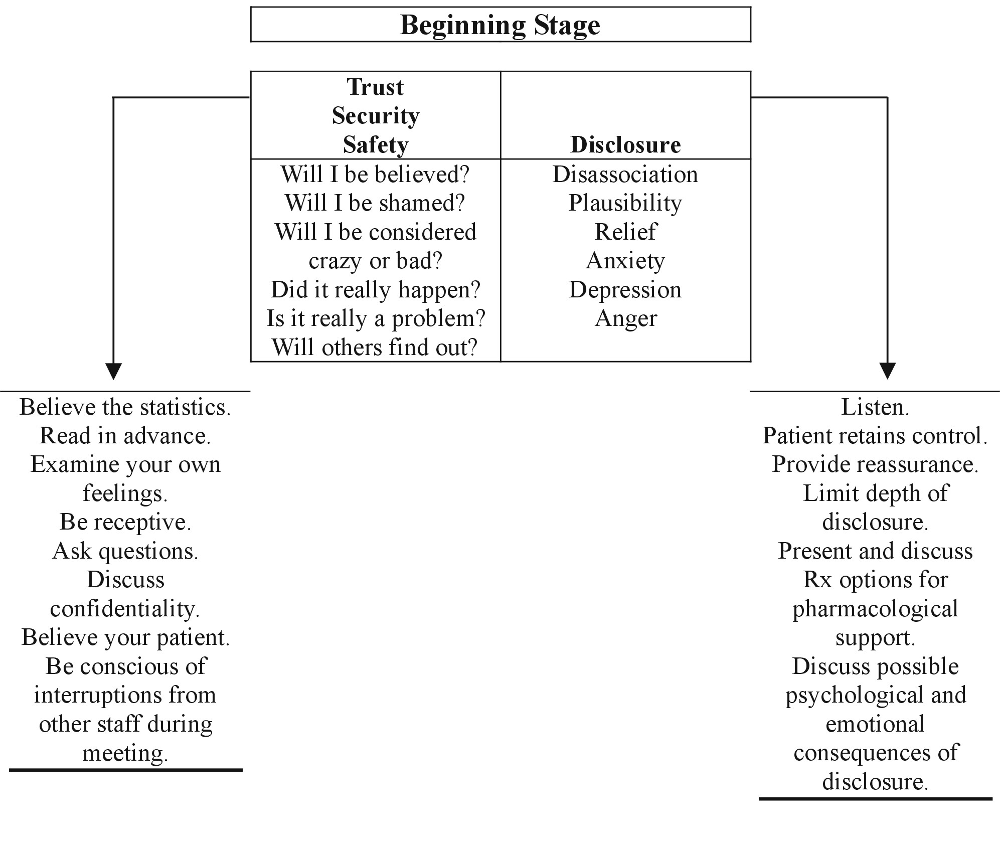 Beginning Stage
Trust
Security
Safety
Disclosure
Will I be believed?
Will I be shamed?
Will I be considered
crazy or bad?
Did it really happen?
Is it really a problem?
Will others find out?
Disassociation
Plausibility
Relief
Anxiety
Depression
Anger
Believe the statistics.
Read in advance.
Examine your own
feelings.
Be receptive.
Ask questions.
Discuss
confidentiality.
Believe your patient.
Be conscious of
interruptions from
other staff during
meeting.
Listen.
Patient retains control.
Provide reassurance.
Limit depth of
disclosure.
Present and discuss
Rx options for
pharmacological
support.
Discuss possible
psychological and
emotional
consequences of
disclosure.